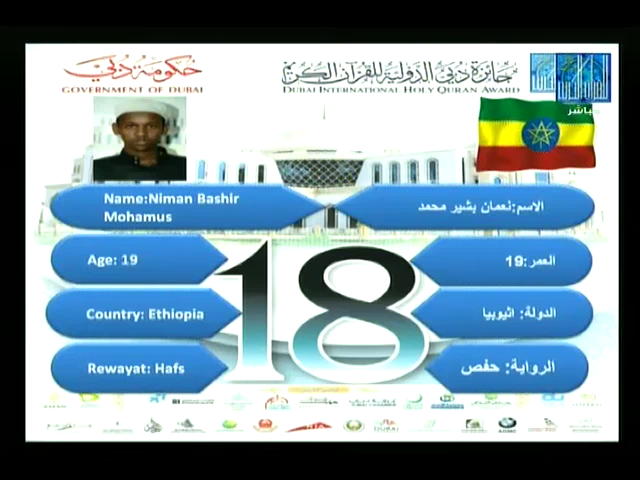 حكومة دبي
GOVERNMENT OF DUBAI
جائزة دبي الدولية للقرآن الكريم
DUBAI INTERNATIONAL HOLY QURAN AWARD
مباشر
Name:Niman Bashir
Mohamus
الاسم:نعمان بشير محمد
Age: 19
العمر:19
18
Country: Ethiopia
الدولة: اثيوبيا
Rewayat: Hafs
الرواية: حفص